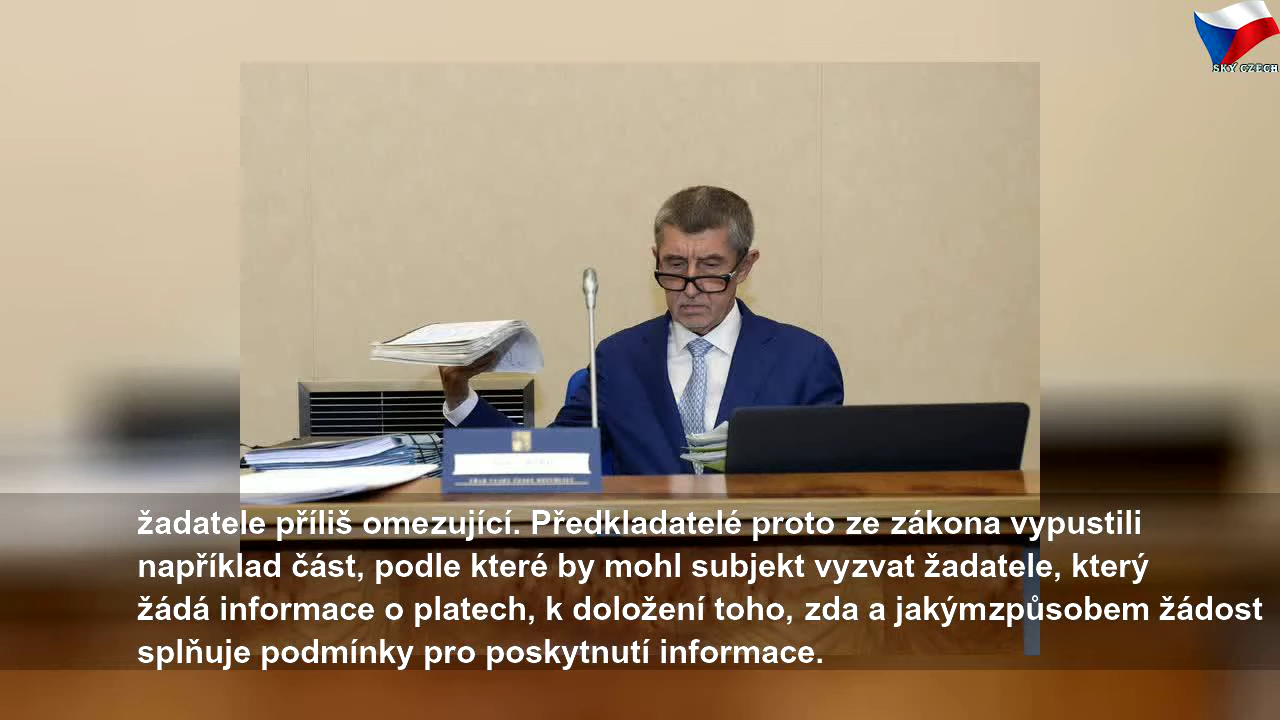 SKY CZECH
žadatele příliš omezující. Předkladatelé proto ze zákona vypustili
například část, podle které by mohl subjekt vyzvat žadatele, který
žádá informace o platech, k doložení toho, zda a jakýmzpůsobem žádost
splňuje podmínky pro poskytnutí informace.